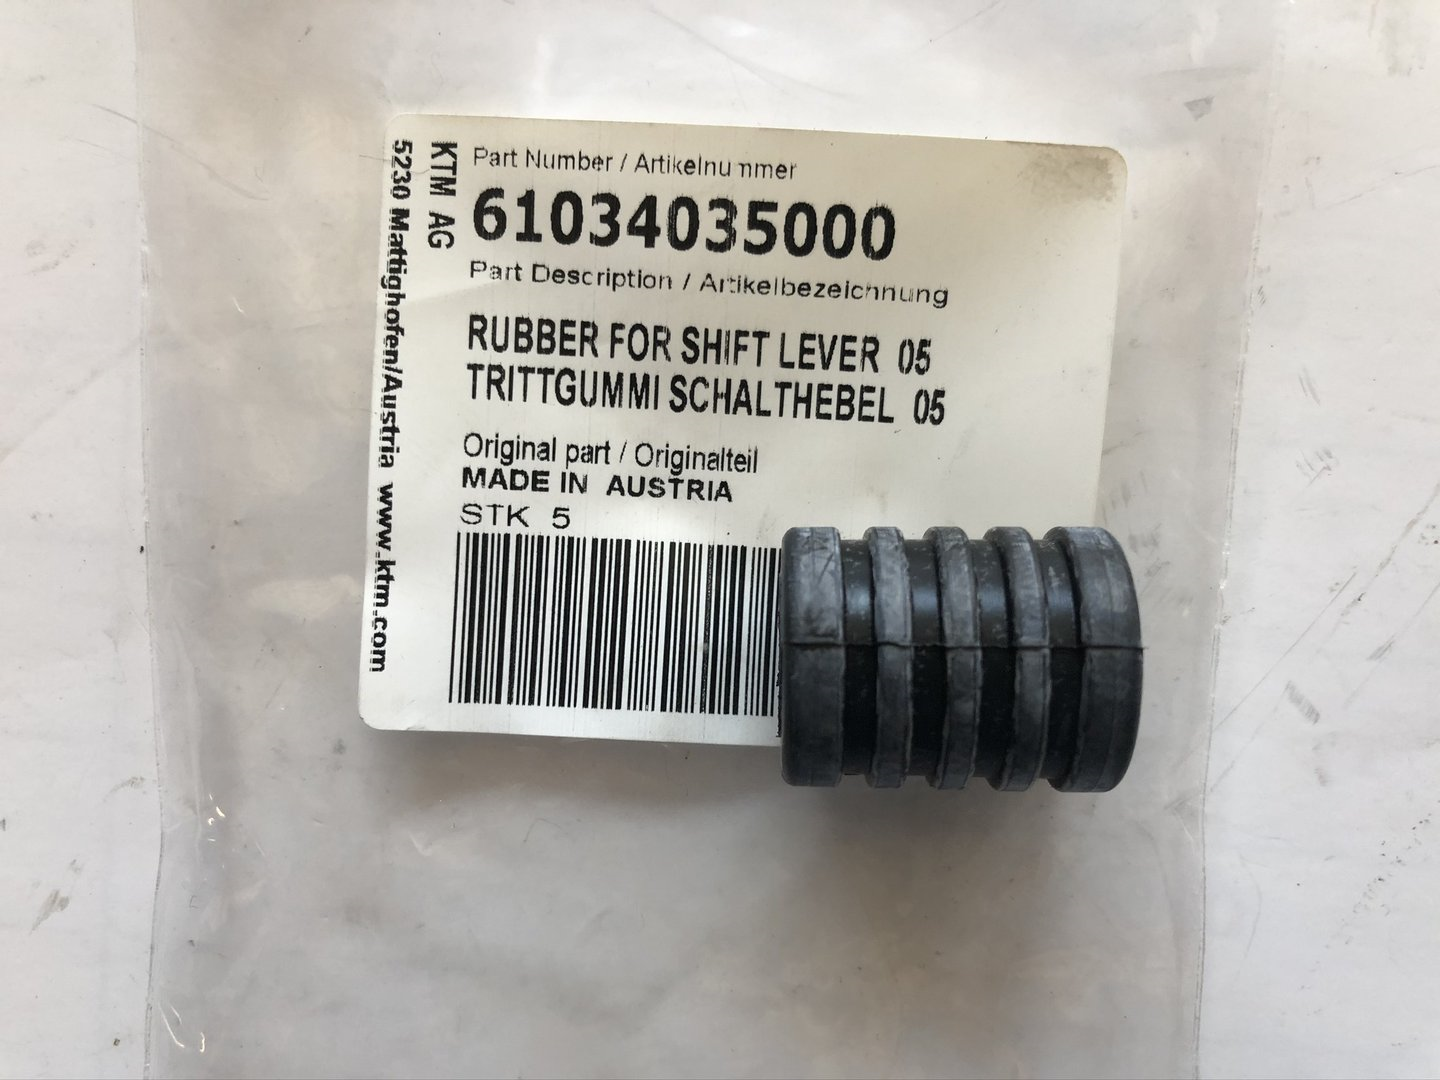 Part Number / Artikelnummer
61034035000
Part Description / Artikelbezeichnung
RUBBER FOR SHIFT LEVER 05
TRITTGUMMI SCHALTHEBEL 05
Original part / Originalteil
MADE IN AUSTRIA
STK 5
KTM AG
5230 Mattighofen/Austria www.ktm.com